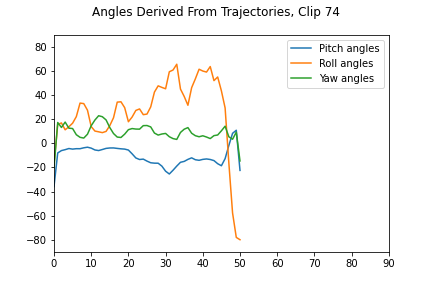 Angles Derived From Trajectories, Clip 74
Pitch angles
Roll angles
Yaw angles
80
60
40
20
0
−20
−40
−60
−80
0 10 20 30 40 50 60 70 80 90